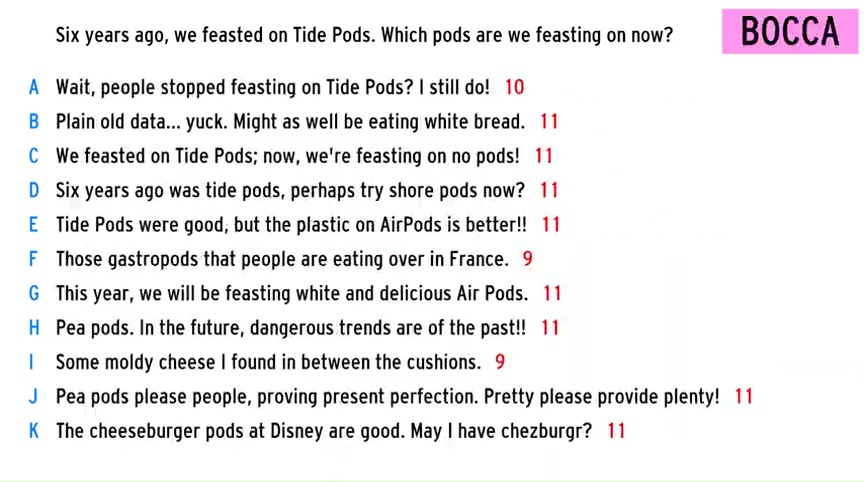 Six years ago, we feasted on Tide Pods. Which pods are we feasting on now?
BOCCA
A Wait, people stopped feasting on Tide Pods? I still do! 10
B Plain old data... yuck. Might as well be eating white bread. 11
C We feasted on Tide Pods; now, we're feasting on no pods! 11
D Six years ago was tide pods, perhaps try shore pods now? 11
E Tide Pods were good, but the plastic on AirPods is better!! 11
F Those gastropods that people are eating over in France. 9
G This year, we will be feasting white and delicious Air Pods. 11
H Pea pods. In the future, dangerous trends are of the past!! 11
I Some moldy cheese I found in between the cushions. 9
J Pea pods please people, proving present perfection. Pretty please provide plenty! 11
K The cheeseburger pods at Disney are good. May I have chezburgr? 11